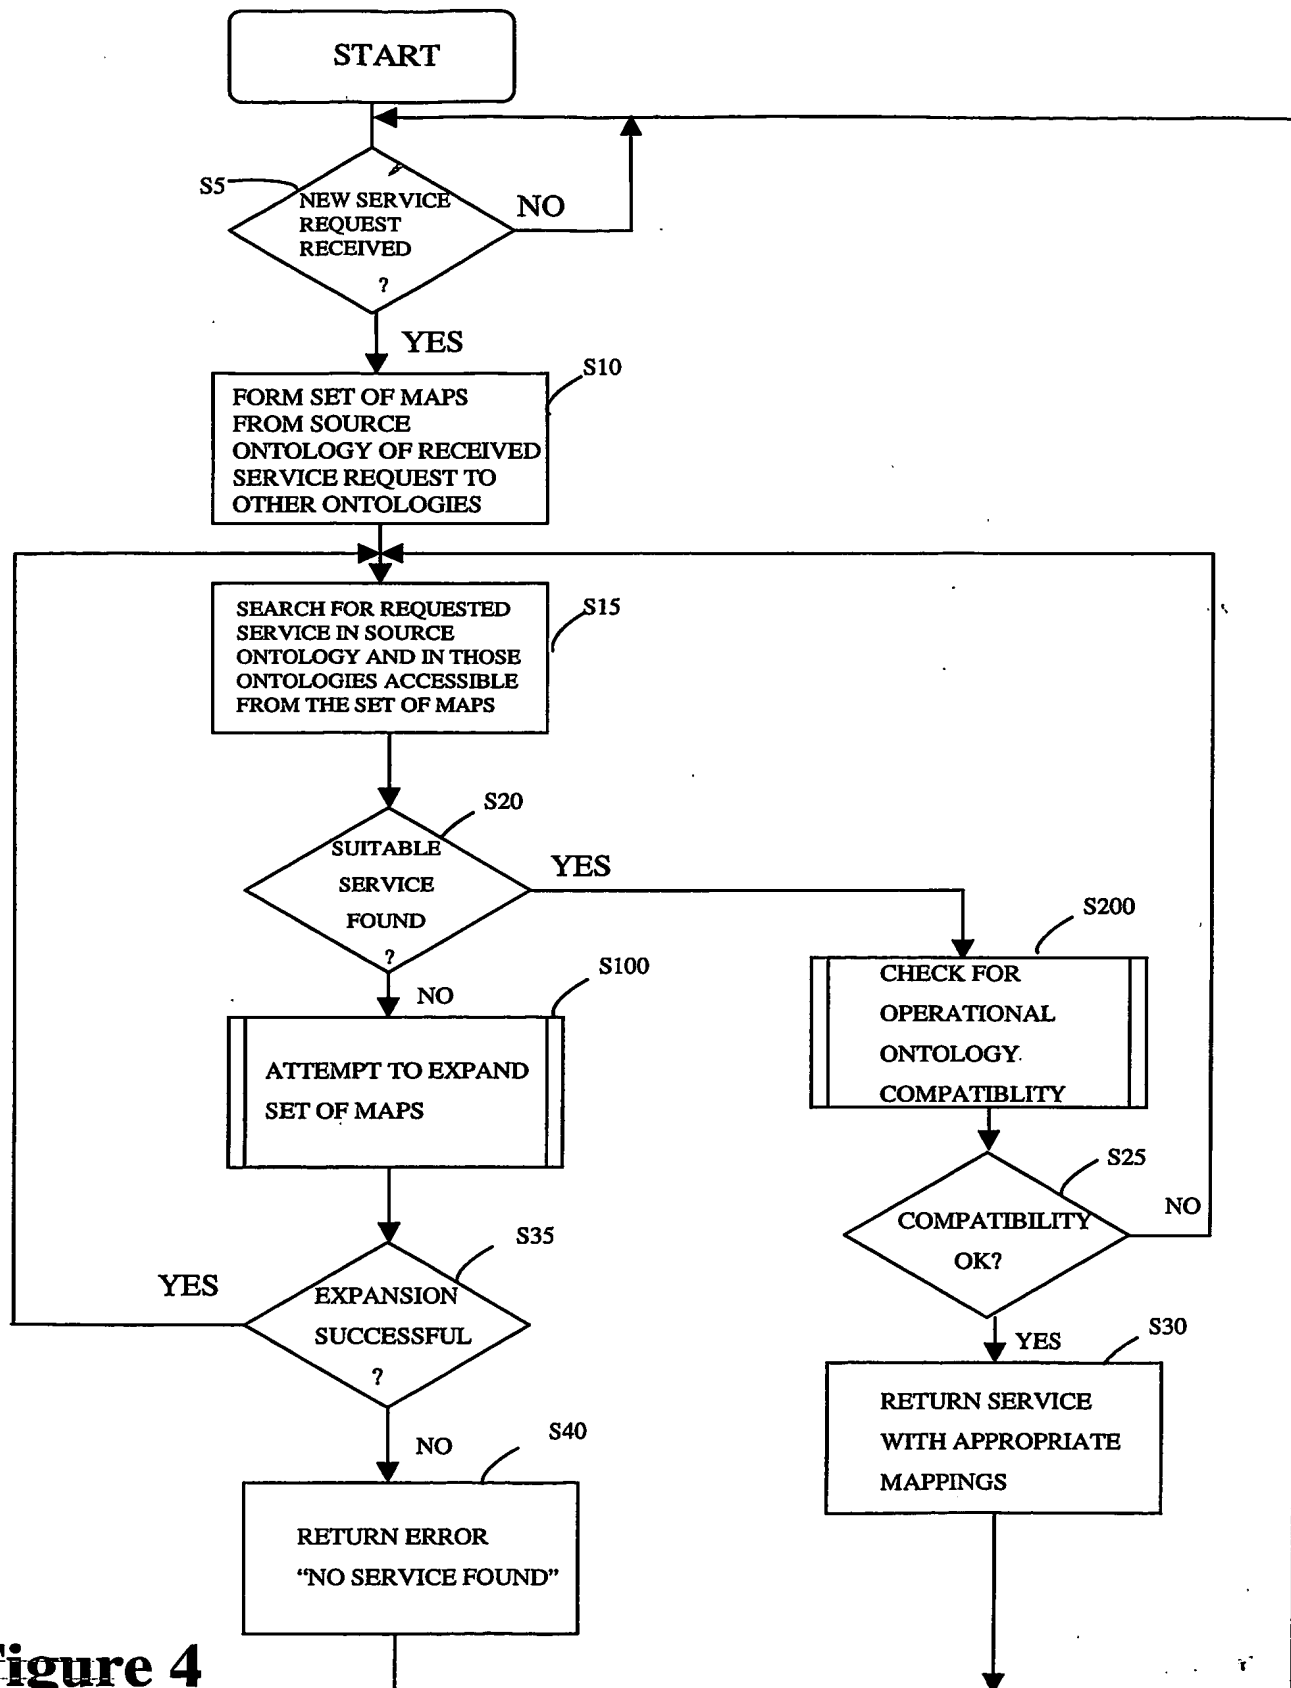 START
S5
NEW SERVICE
REQUEST
RECEIVED
?
NO
YES
S10
FORM SET OF MAPS
FROM SOURCE
ONTOLOGY OF RECEIVED
SERVICE REQUEST TO
OTHER ONTOLOGIES
S15
SEARCH FOR REQUESTED
SERVICE IN SOURCE
ONTOLOGY AND IN THOSE
ONTOLOGIES ACCESSIBLE
FROM THE SET OF MAPS
S20
SUITABLE
SERVICE
FOUND
?
YES
NO
S200
CHECK FOR
OPERATIONAL
ONTOLOGY
COMPATIBLITY
S100
ATTEMPT TO EXPAND
SET OF MAPS
S25
COMPATIBILITY
OK?
NO
YES
S35
EXPANSION
SUCCESSFUL
?
YES
NO
S30
RETURN SERVICE
WITH APPROPRIATE
MAPPINGS
S40
RETURN ERROR
“NO SERVICE FOUND”
Figure 4